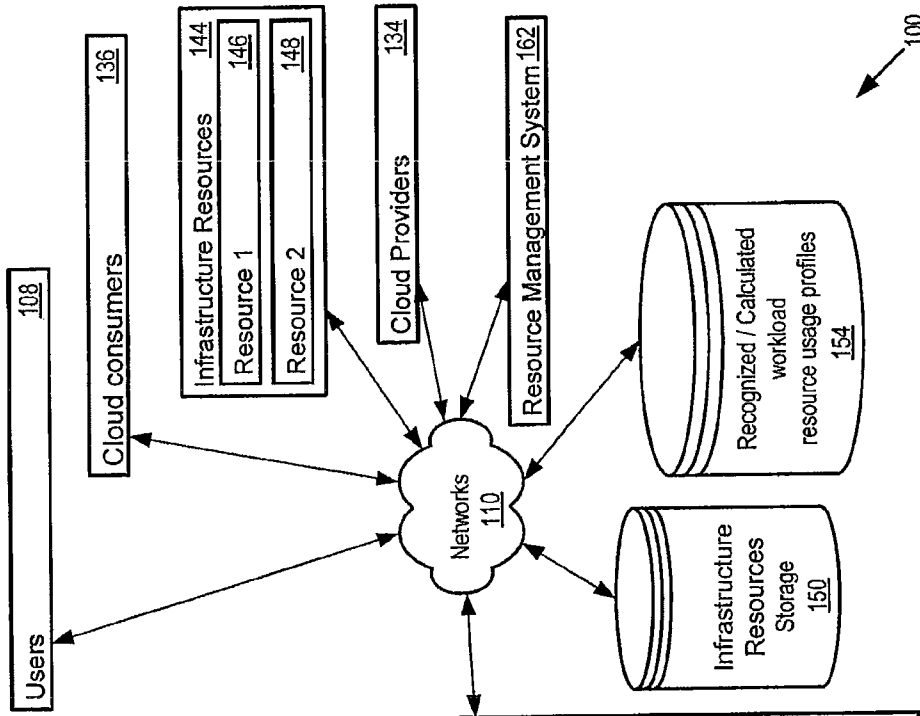 Users 108
Cloud consumers 136
Infrastructure Resources 144
Resource 1 146
Resource 2 148
Cloud Providers 134
Resource Management System 162
Networks
110
Infrastructure
Resources
Storage
150
Recognized / Calculated
workload
resource usage profiles
154
100